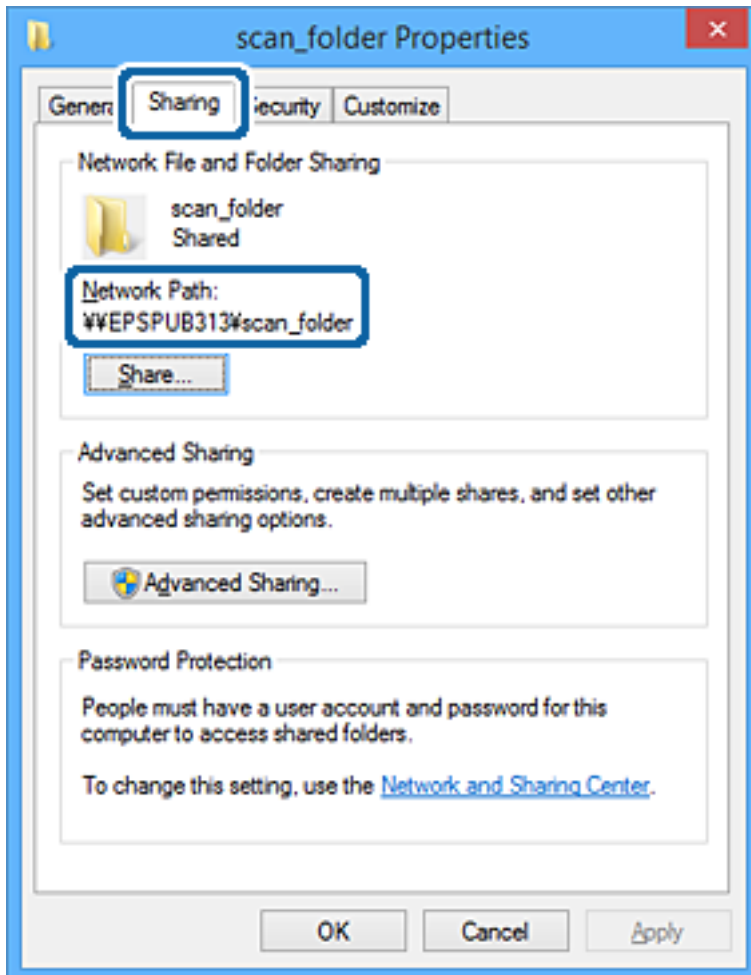 scan_folder Properties
Sharing Customize
Network File and Folder Sharing
scan_folder
Shared
Network Path:
¥¥EPSPUB313¥scan_folder
Share...
Advanced Sharing
Set custom permissions, create multiple shares, and set other
advanced sharing options.
Advanced Sharing...
Password Protection
People must have a user account and password for this
computer to access shared folders.
To change this setting, use the Network and Sharing Center.
OK Cancel Apply